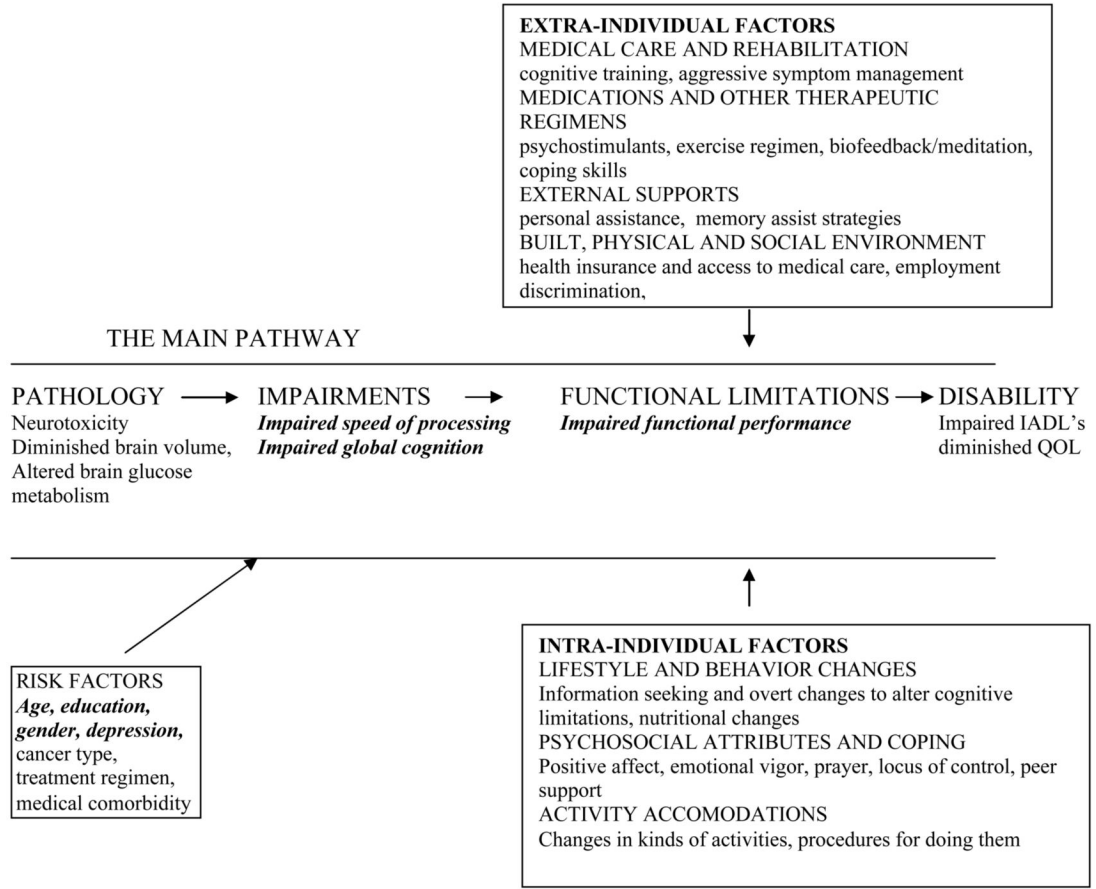 EXTRA-INDIVIDUAL FACTORS
MEDICAL CARE AND REHABILITATION
cognitive training, aggressive symptom management
MEDICATIONS AND OTHER THERAPEUTIC
REGIMENS
psychostimulants, exercise regimen, biofeedback/meditation,
coping skills
EXTERNAL SUPPORTS
personal assistance, memory assist strategies
BUILT, PHYSICAL AND SOCIAL ENVIRONMENT
health insurance and access to medical care, employment
discrimination,
THE MAIN PATHWAY
PATHOLOGY
Neurotoxicity
Diminished brain volume,
Altered brain glucose
metabolism
IMPAIRMENTS
Impaired speed of processing
Impaired global cognition
FUNCTIONAL LIMITATIONS
Impaired functional performance
DISABILITY
Impaired IADL's
diminished QOL
RISK FACTORS
Age, education,
gender, depression,
cancer type,
treatment regimen,
medical comorbidity
INTRA-INDIVIDUAL FACTORS
LIFESTYLE AND BEHAVIOR CHANGES
Information seeking and overt changes to alter cognitive
limitations, nutritional changes
PSYCHOSOCIAL ATTRIBUTES AND COPING
Positive affect, emotional vigor, prayer, locus of control, peer
support
ACTIVITY ACCOMODATIONS
Changes in kinds of activities, procedures for doing them